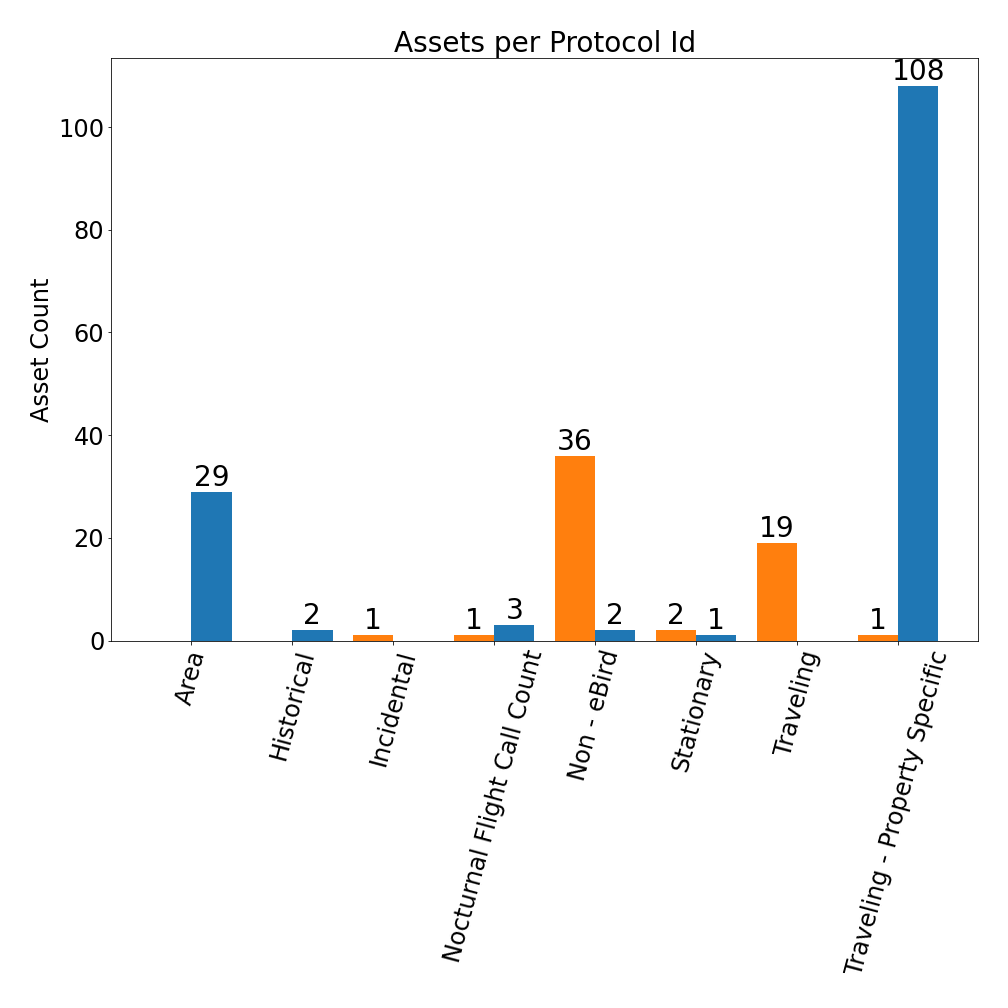 Assets per Protocol Id
Asset Count
100
80
60
40
20
0
29
2
1
1
3
36
2
2
1
19
1
108
Area
Historical
Incidental
Nocturnal Flight Call Count
Non - eBird
Stationary
Traveling
Traveling - Property Specific